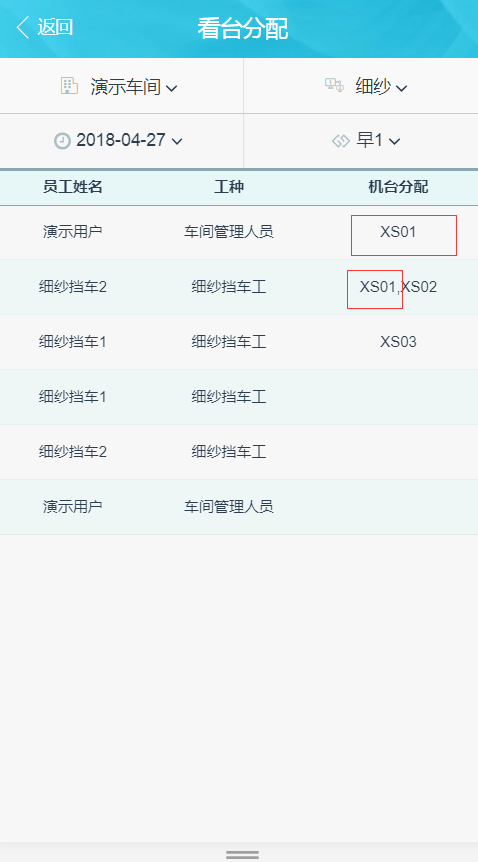 返回 看台分配
演示车间 细纱
2018-04-27 早1
员工姓名 工种 机台分配
演示用户 车间管理人员 XS01
细纱挡车2 细纱挡车工 XS01,XS02
细纱挡车1 细纱挡车工 XS03
细纱挡车1 细纱挡车工
细纱挡车2 细纱挡车工
演示用户 车间管理人员